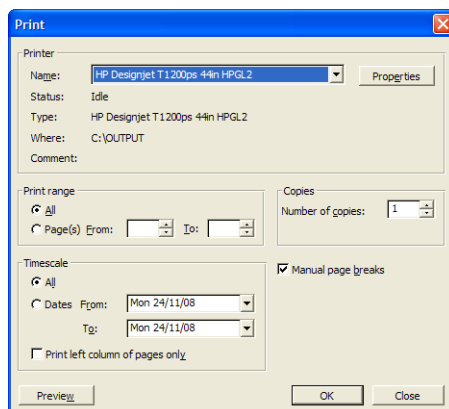 Print
Printer
Name: HP Designjet T1200ps 44in HPGL2 Properties
Status: Idle
Type: HP Designjet T1200ps 44in HPGL2
Where: C:\OUTPUT
Comment:
Print range Copies
All Number of copies: 1
Page(s) From: To:
Timescale
All Manual page breaks
Dates From: Mon 24/11/08
To: Mon 24/11/08
Print left column of pages only
Preview OK Close